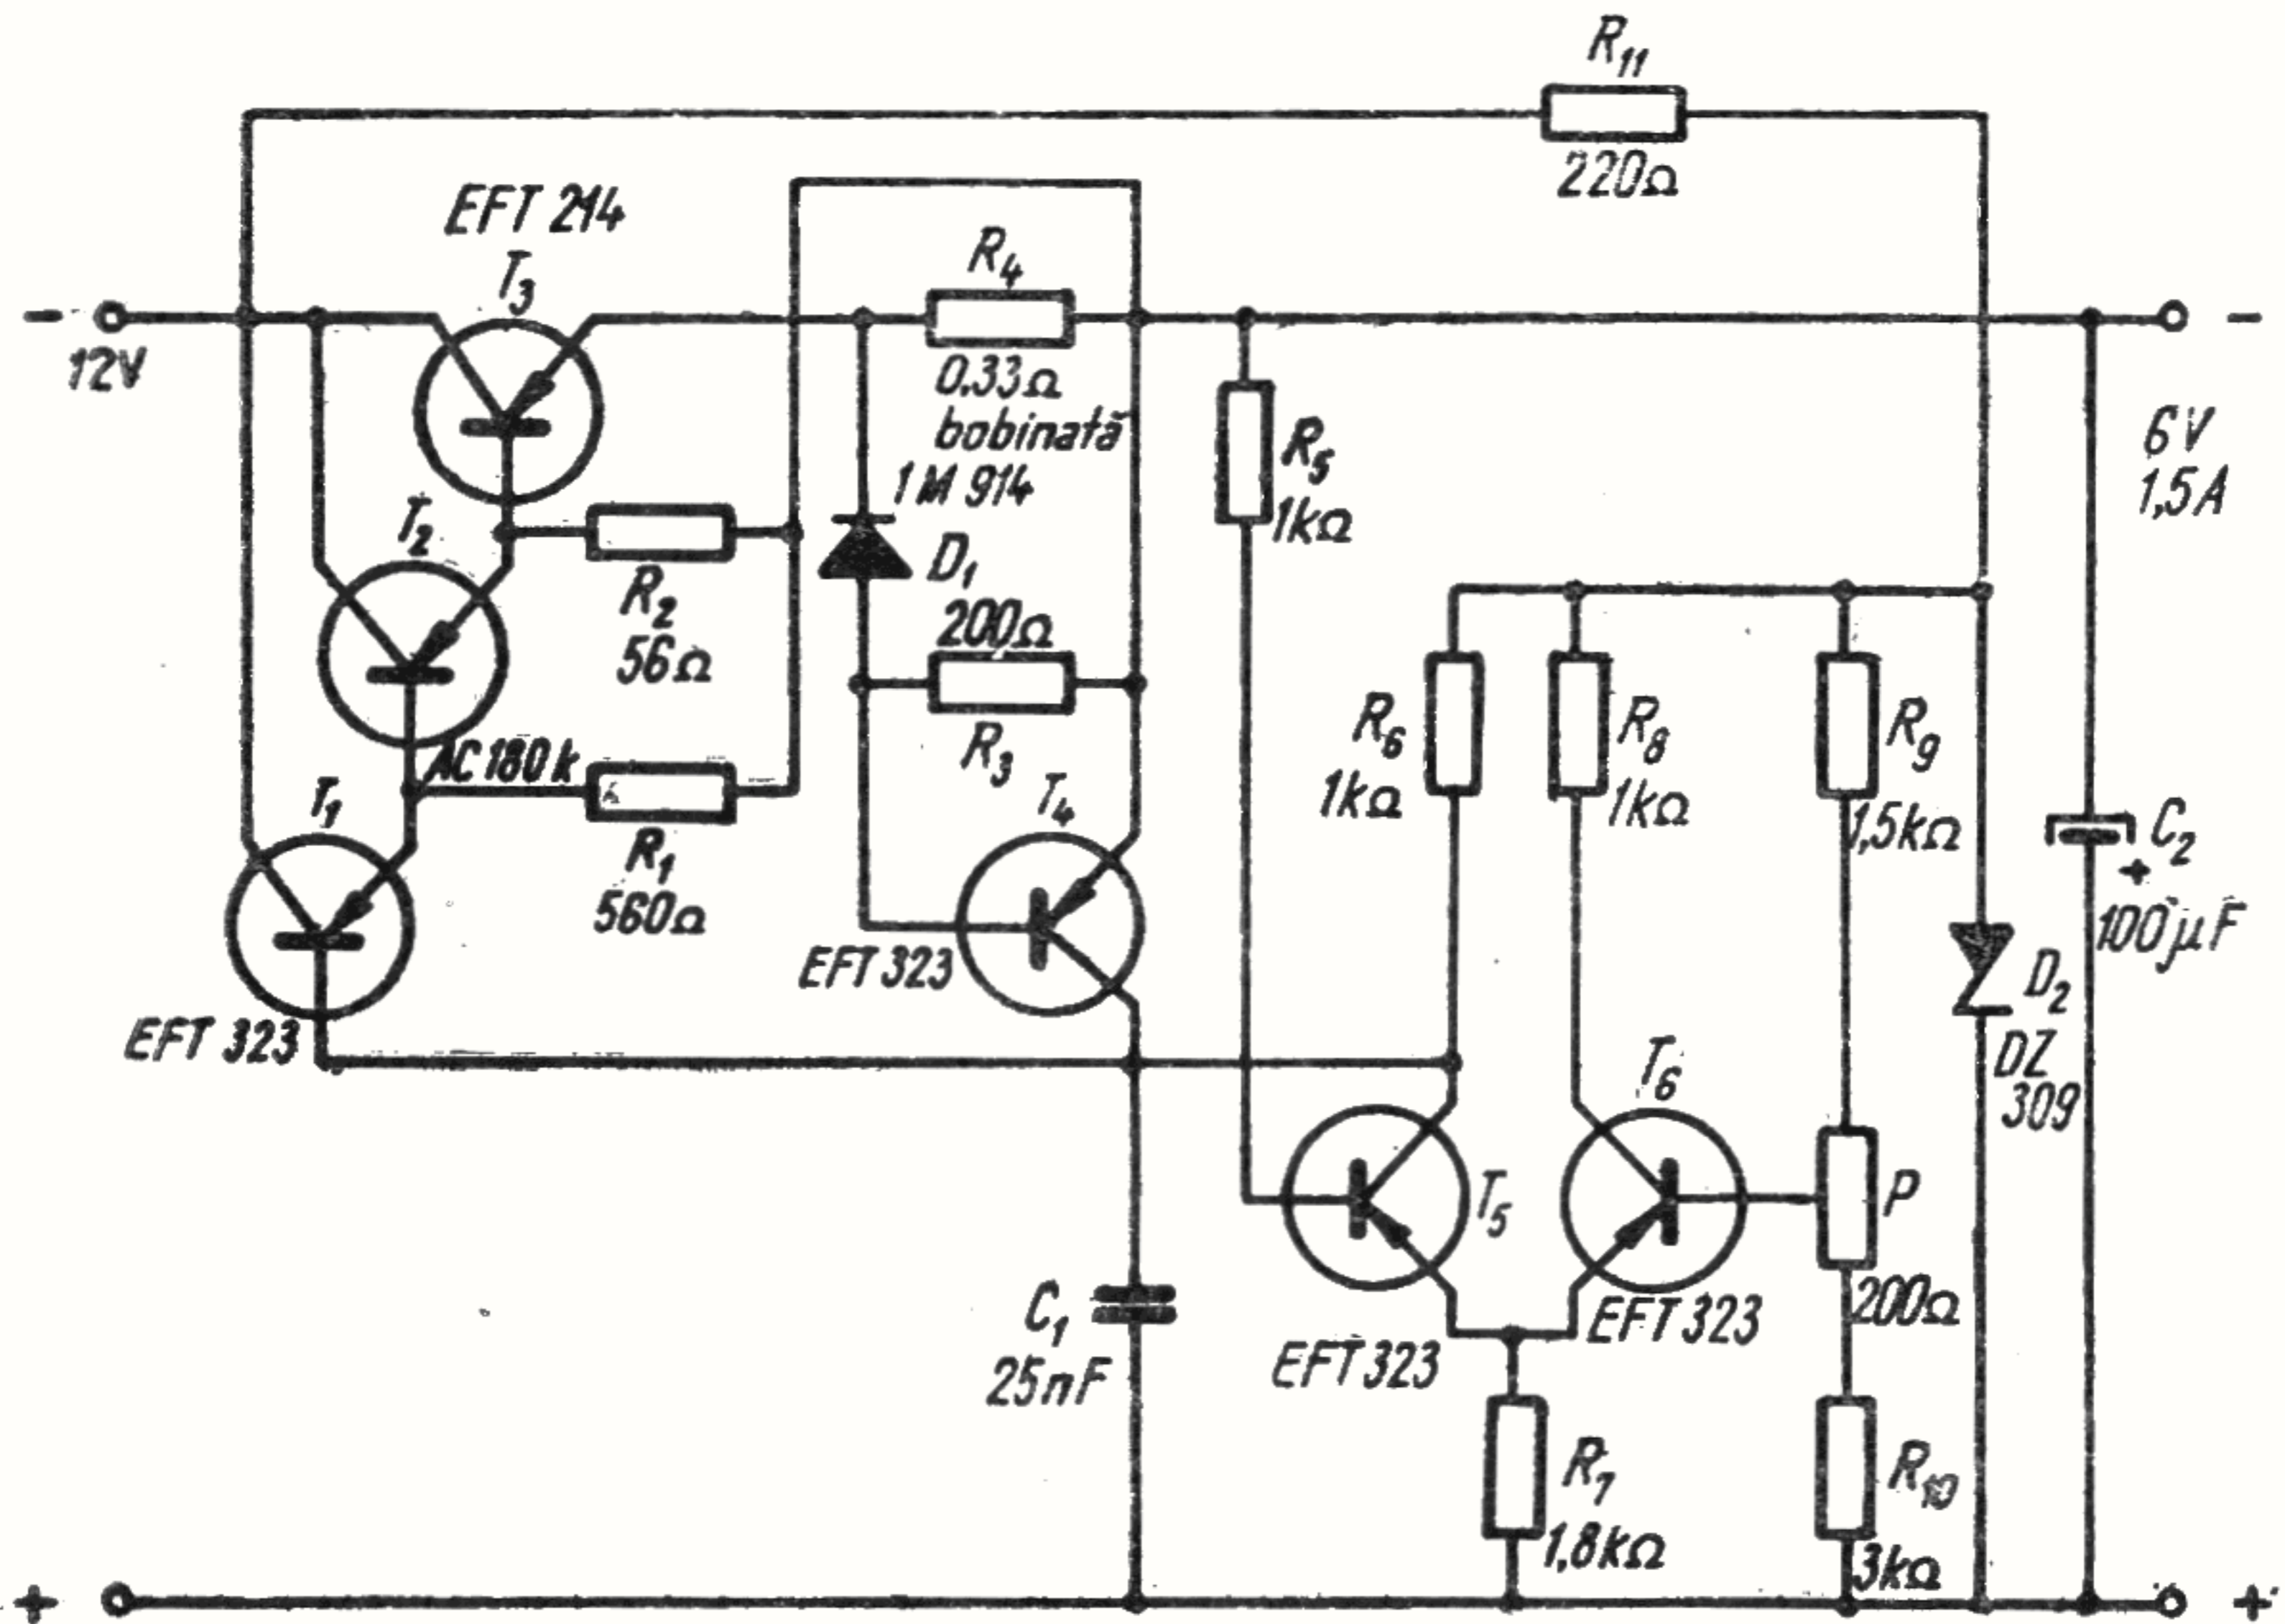 R11
220Ω
EFT 214
T3
R4
0.33Ω
bobinată
1M 914
−
12V
−
6V
1,5A
R5
1kΩ
T2
R2
56Ω
D1
200Ω
R3
AC 180 k
T1
R1
560Ω
T4
EFT 323
EFT 323
R6
1kΩ
R8
1kΩ
R9
1,5kΩ
C2
+
100µF
D2
DZ
309
T6
T5
P
200Ω
EFT 323
EFT 323
C1
25nF
R7
1,8kΩ
R10
3kΩ
+
+